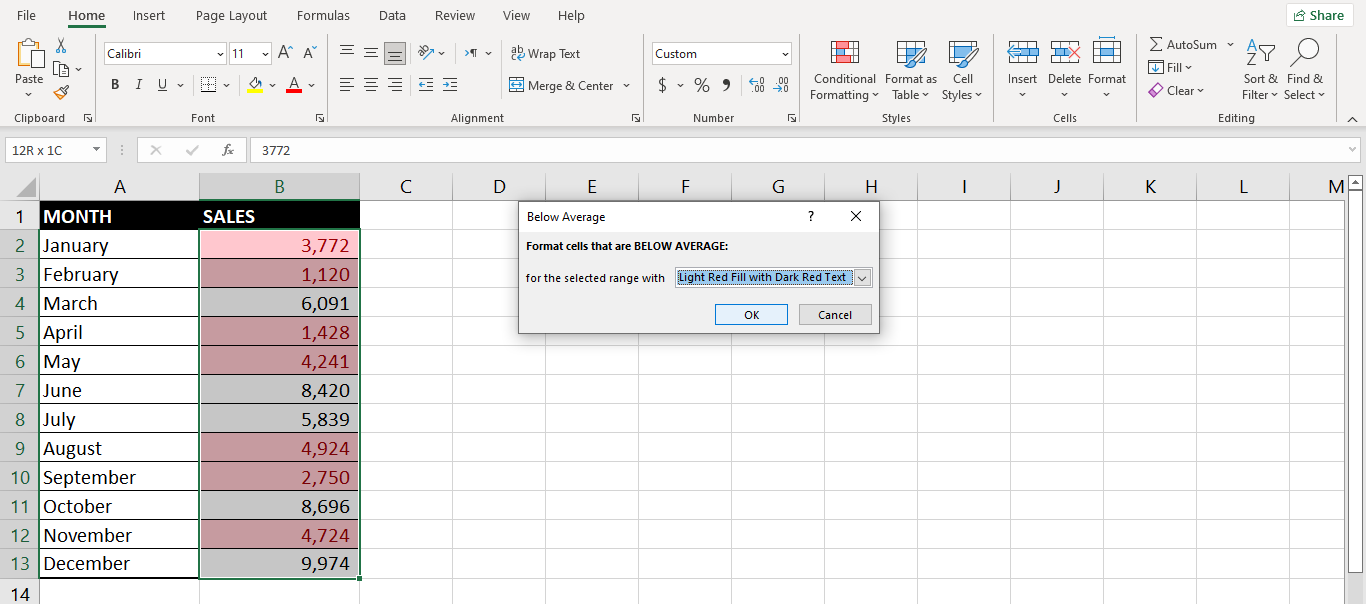 File Home Insert Page Layout Formulas Data Review View Help Share
Calibri 11 A A Wrap Text Custom AutoSum
Paste Conditional Formatting Format as Table Cell Styles Insert Delete Format Fill Sort & Filter Find & Select
B I U A Merge & Center $ % Clear
Clipboard Font Alignment Number Styles Cells Editing
12R x 1C fx 3772
A B C D E F G H I J K L M
1 MONTH SALES
2 January 3,772
3 February 1,120
4 March 6,091
5 April 1,428
6 May 4,241
7 June 8,420
8 July 5,839
9 August 4,924
10 September 2,750
11 October 8,696
12 November 4,724
13 December 9,974
14
Below Average ?
Format cells that are BELOW AVERAGE:
for the selected range with Light Red Fill with Dark Red Text
OK Cancel